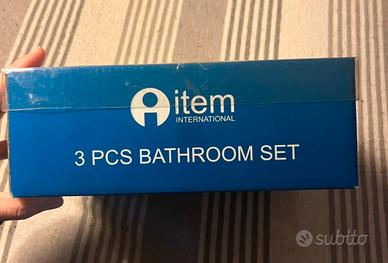 item
INTERNATIONAL
3 PCS BATHROOM SET
subito